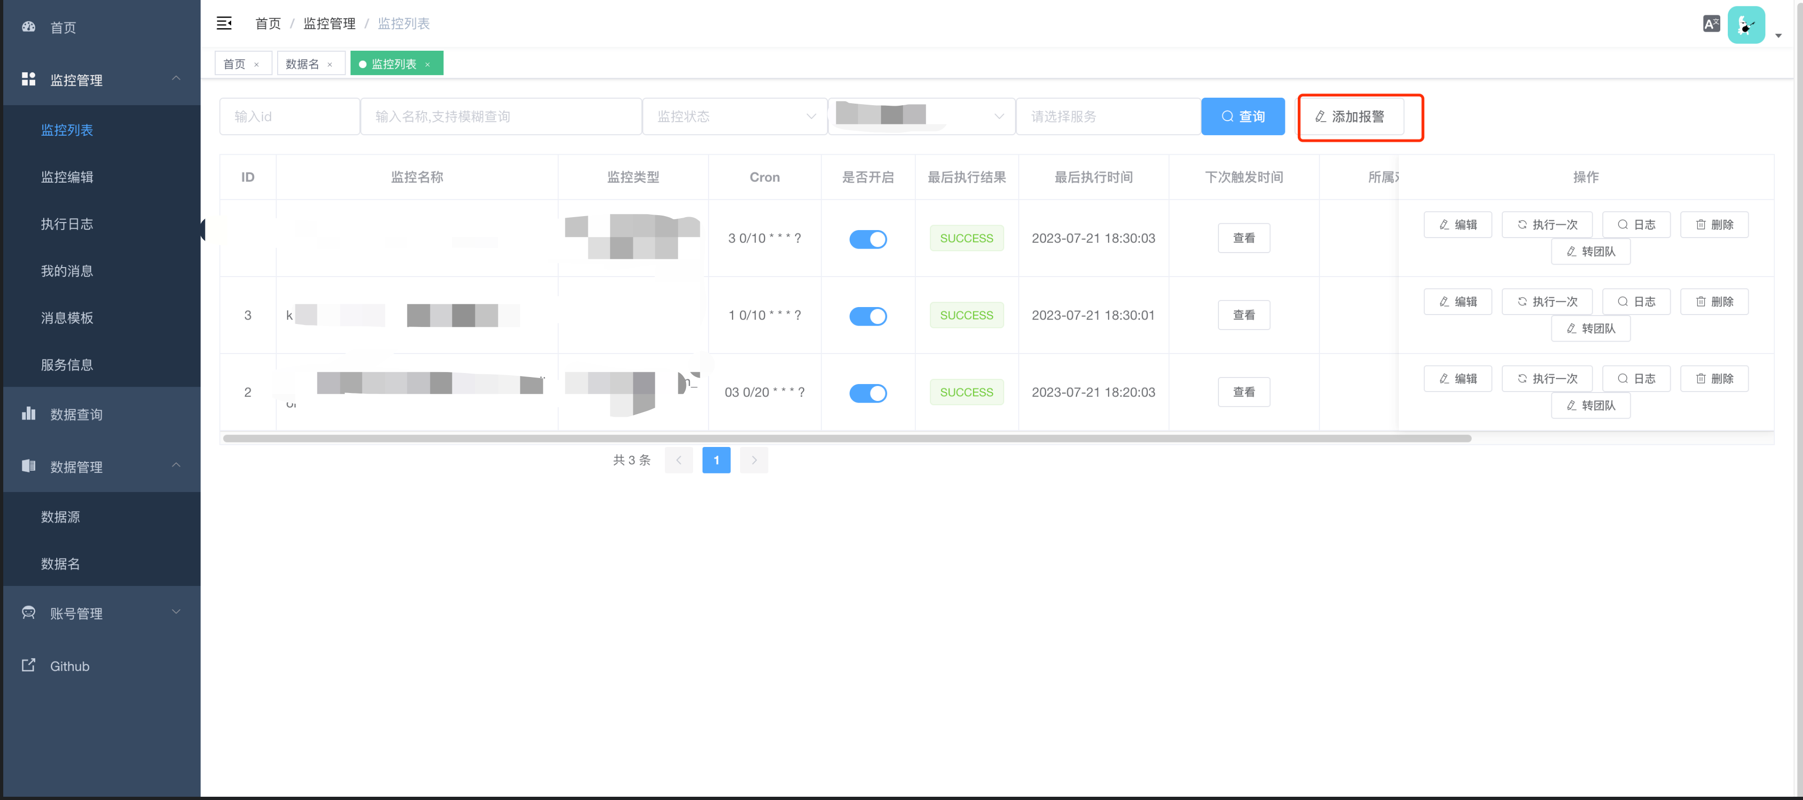 首页
监控管理
监控列表
监控编辑
执行日志
我的消息
消息模板
服务信息
数据查询
数据管理
数据源
数据名
账号管理
Github
首页 / 监控管理 / 监控列表
首页 × 数据名 × 监控列表 ×
输入id 输入名称,支持模糊查询 监控状态 请选择服务 查询 添加报警
ID 监控名称 监控类型 Cron 是否开启 最后执行结果 最后执行时间 下次触发时间 所属 操作
3 0/10 * * * ? SUCCESS 2023-07-21 18:30:03 查看 编辑 执行一次 日志 删除
转团队
3 k 1 0/10 * * * ? SUCCESS 2023-07-21 18:30:01 查看 编辑 执行一次 日志 删除
转团队
2 03 0/20 * * * ? SUCCESS 2023-07-21 18:20:03 查看 编辑 执行一次 日志 删除
转团队
共 3 条 < 1 >